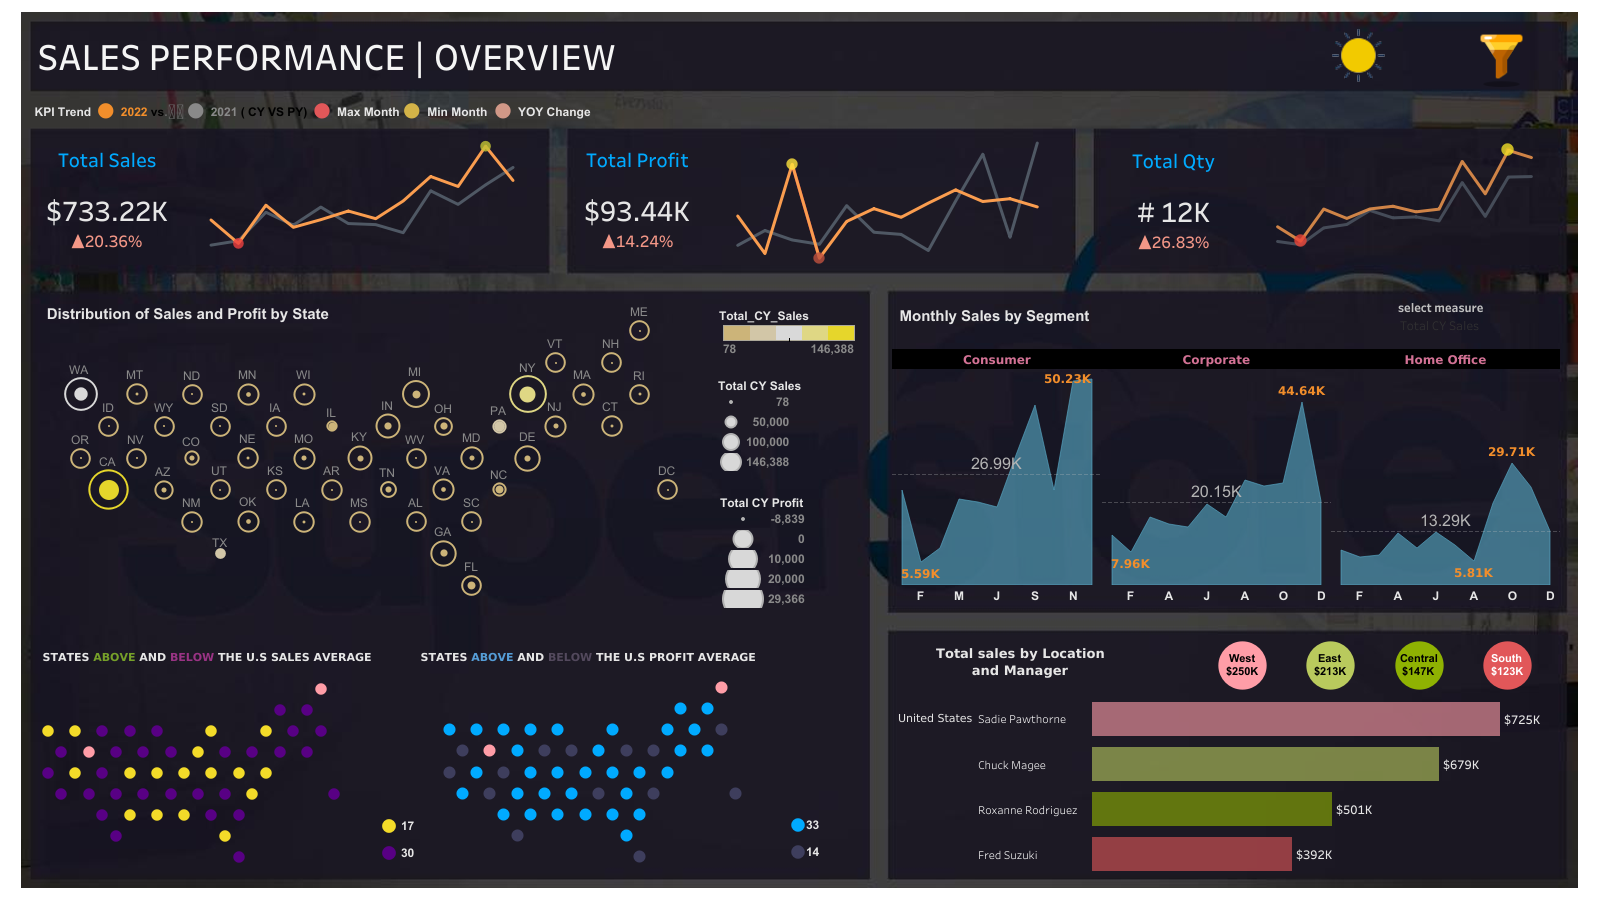 SALES PERFORMANCE | OVERVIEW
KPI Trend 2022 vs. 2021 ( CY VS PY) Max Month Min Month YOY Change
Total Sales
$733.22K
▲20.36%
Total Profit
$93.44K
▲14.24%
Total Qty
# 12K
▲26.83%
Distribution of Sales and Profit by State
ME
VT NH
WA MT ND MN WI MI NY MA RI
ID WY SD IA IL IN OH PA NJ CT
OR NV CO NE MO KY WV MD DE
CA AZ UT KS AR TN VA NC DC
NM OK LA MS AL SC
TX GA
FL
Total_CY_Sales
78 146,388
Total CY Sales
78
50,000
100,000
146,388
Total CY Profit
-8,839
0
10,000
20,000
29,366
Monthly Sales by Segment
select measure
Total CY Sales
Consumer Corporate Home Office
50.23K
44.64K
29.71K
26.99K
20.15K
13.29K
7.96K
5.59K
5.81K
F M J S N F A J A O D F A J A O D
STATES ABOVE AND BELOW THE U.S SALES AVERAGE
17
30
STATES ABOVE AND BELOW THE U.S PROFIT AVERAGE
33
14
Total sales by Location
and Manager
West
$250K
East
$213K
Central
$147K
South
$123K
United States Sadie Pawthorne $725K
Chuck Magee $679K
Roxanne Rodriguez $501K
Fred Suzuki $392K